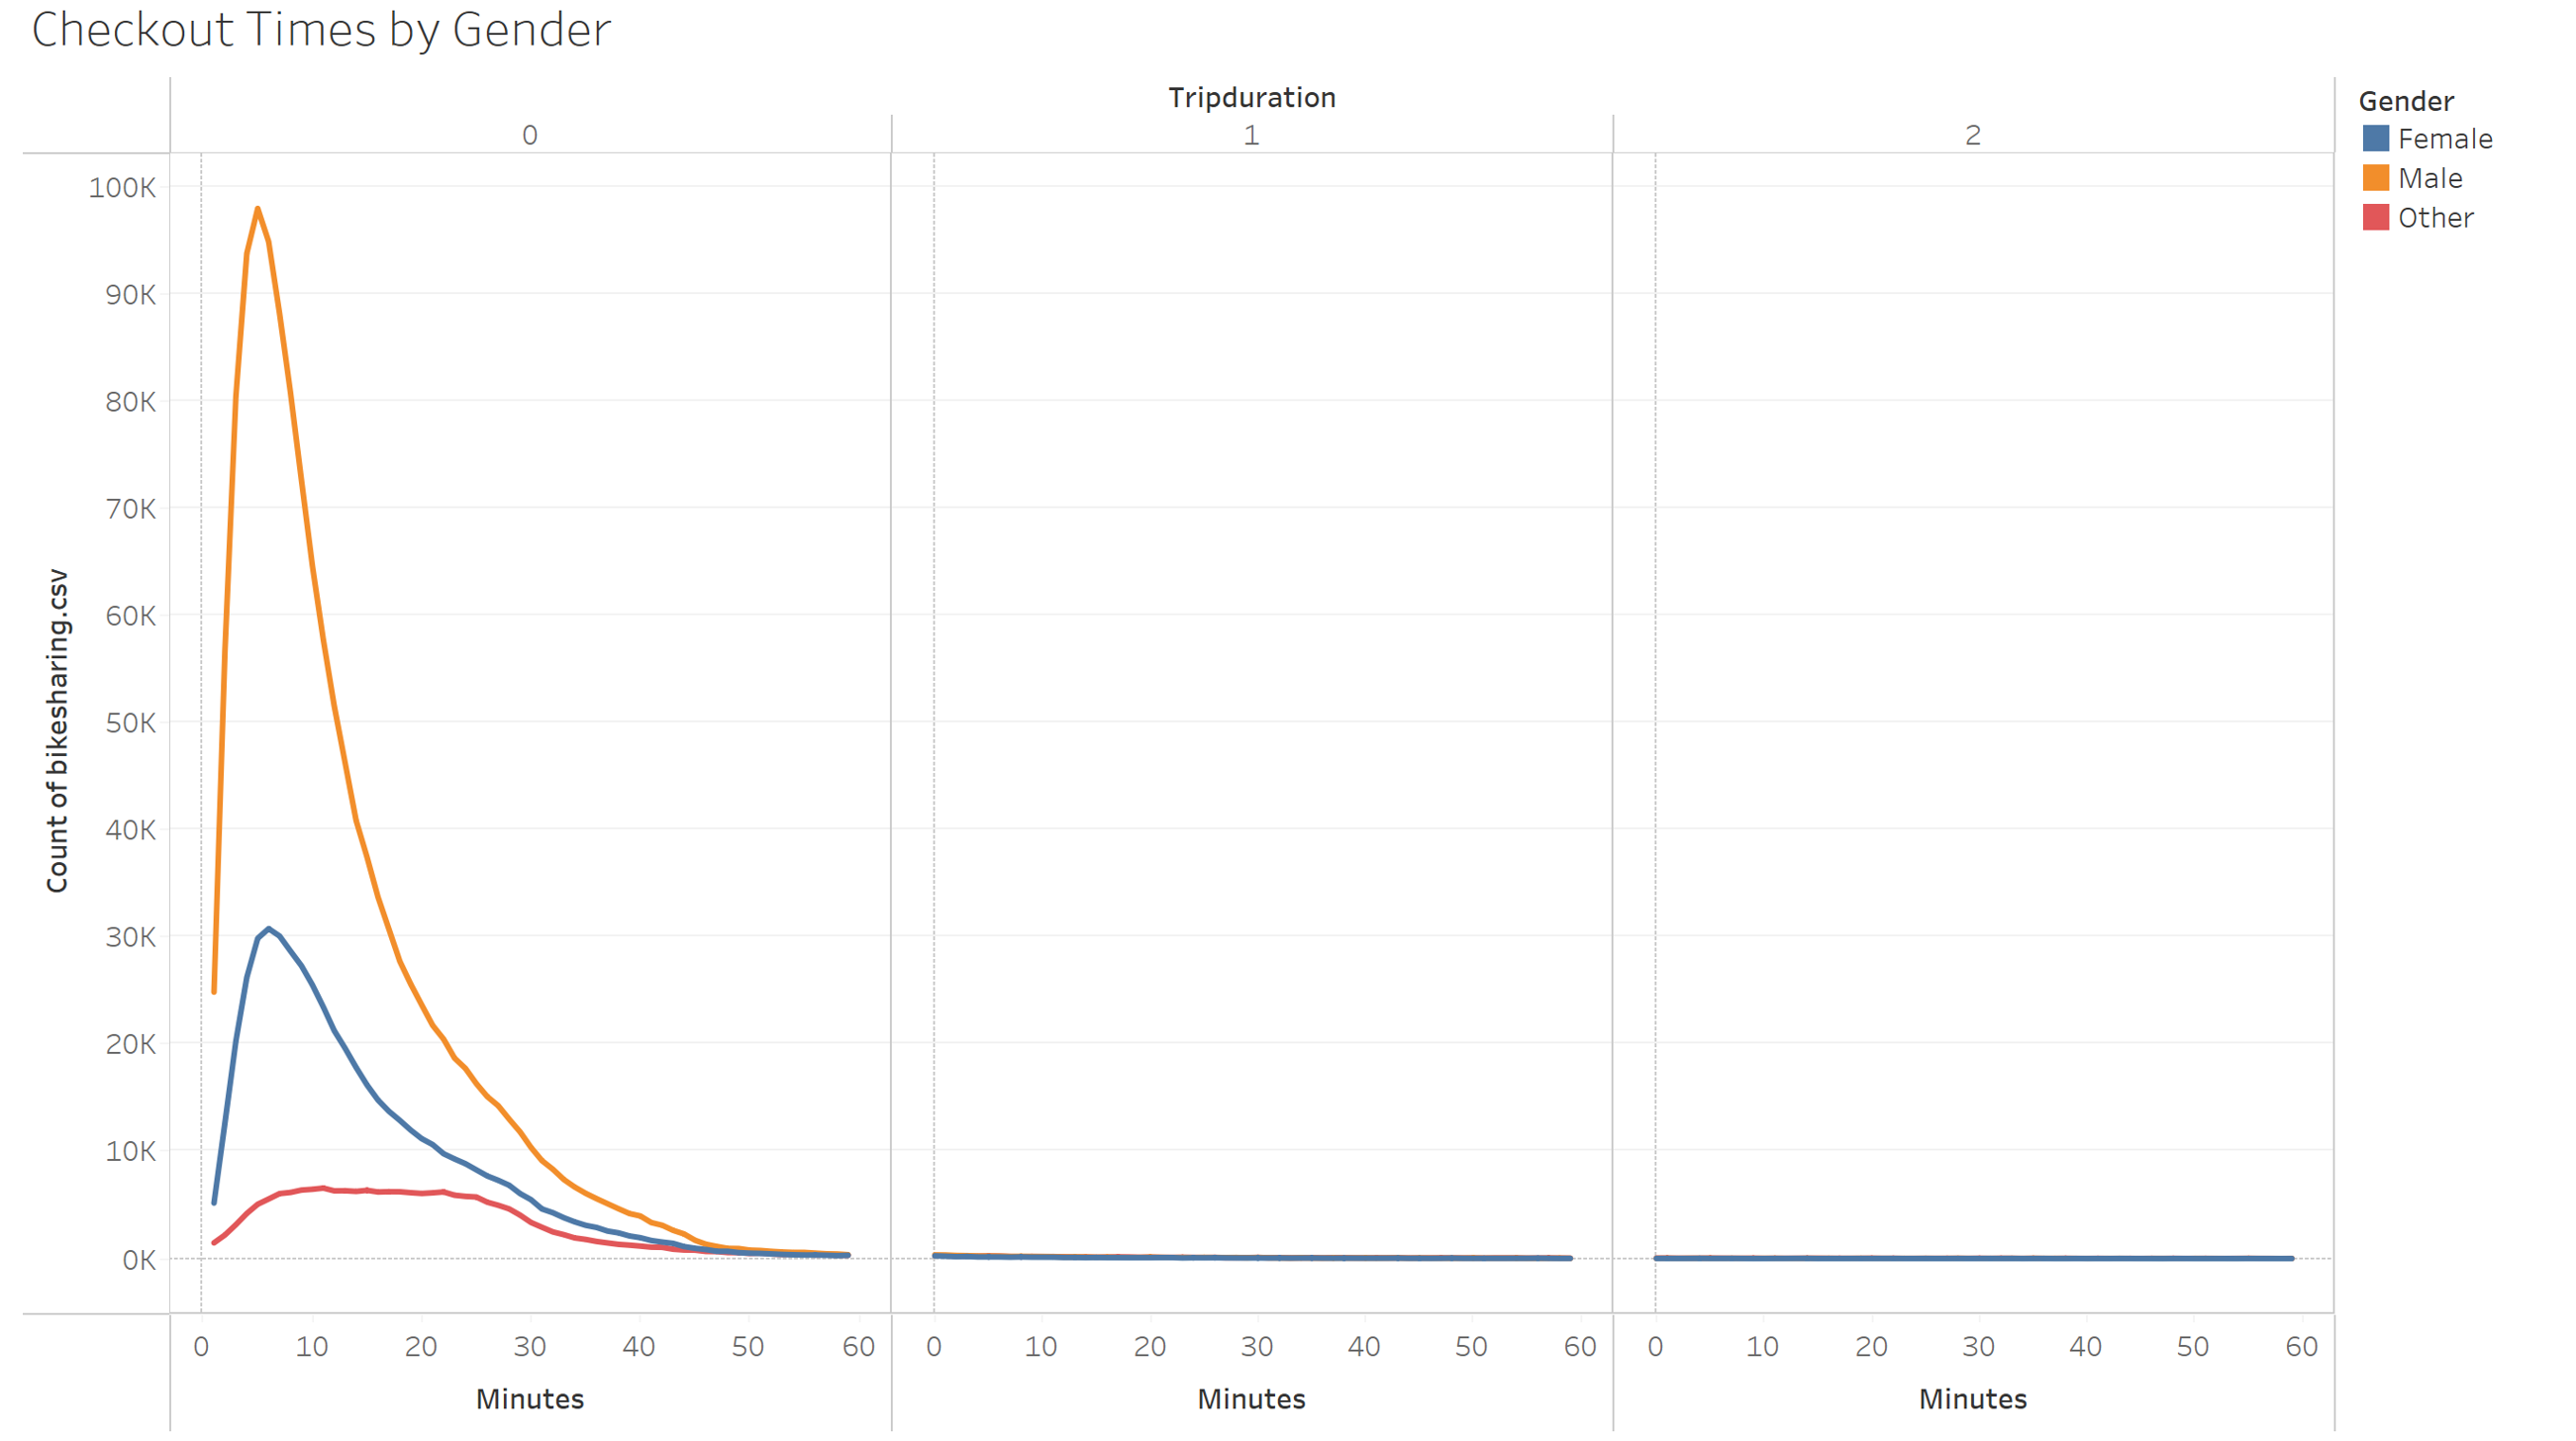 Checkout Times by Gender
Tripduration
0 1 2
Gender
Female
Male
Other
100K
90K
80K
70K
60K
50K
40K
30K
20K
10K
0K
Count of bikesharing.csv
0 10 20 30 40 50 60 0 10 20 30 40 50 60 0 10 20 30 40 50 60
Minutes Minutes Minutes